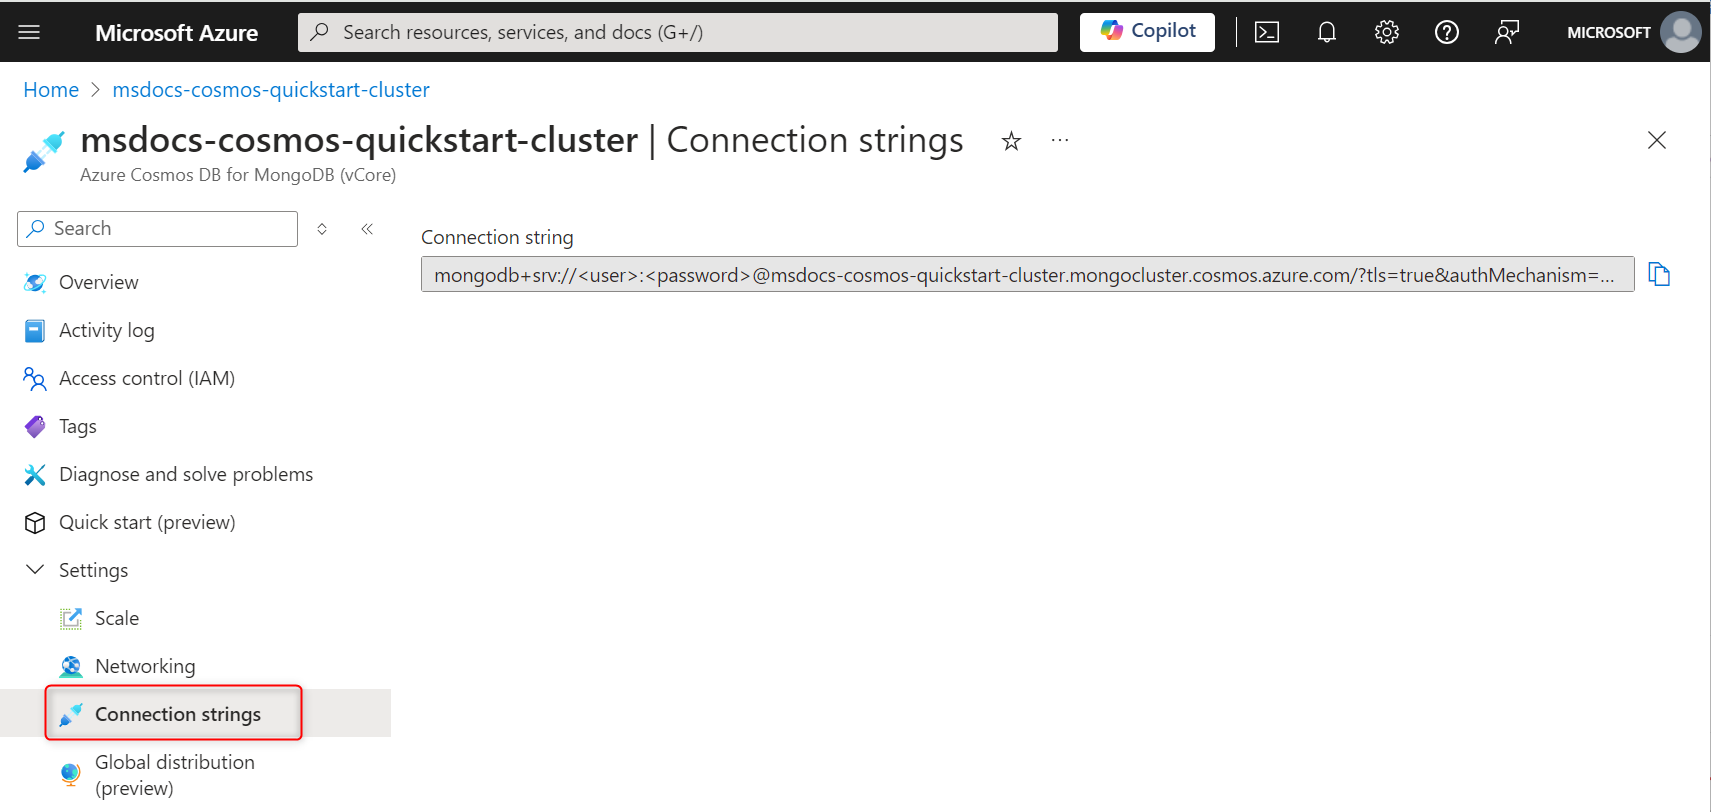 Microsoft Azure
Search resources, services, and docs (G+/)
Copilot
MICROSOFT
Home > msdocs-cosmos-quickstart-cluster
msdocs-cosmos-quickstart-cluster | Connection strings
Azure Cosmos DB for MongoDB (vCore)
Search
Overview
Activity log
Access control (IAM)
Tags
Diagnose and solve problems
Quick start (preview)
Settings
Scale
Networking
Connection strings
Global distribution
(preview)
Connection string
mongodb+srv://<user>:<password>@msdocs-cosmos-quickstart-cluster.mongocluster.cosmos.azure.com/?tls=true&authMechanism=...